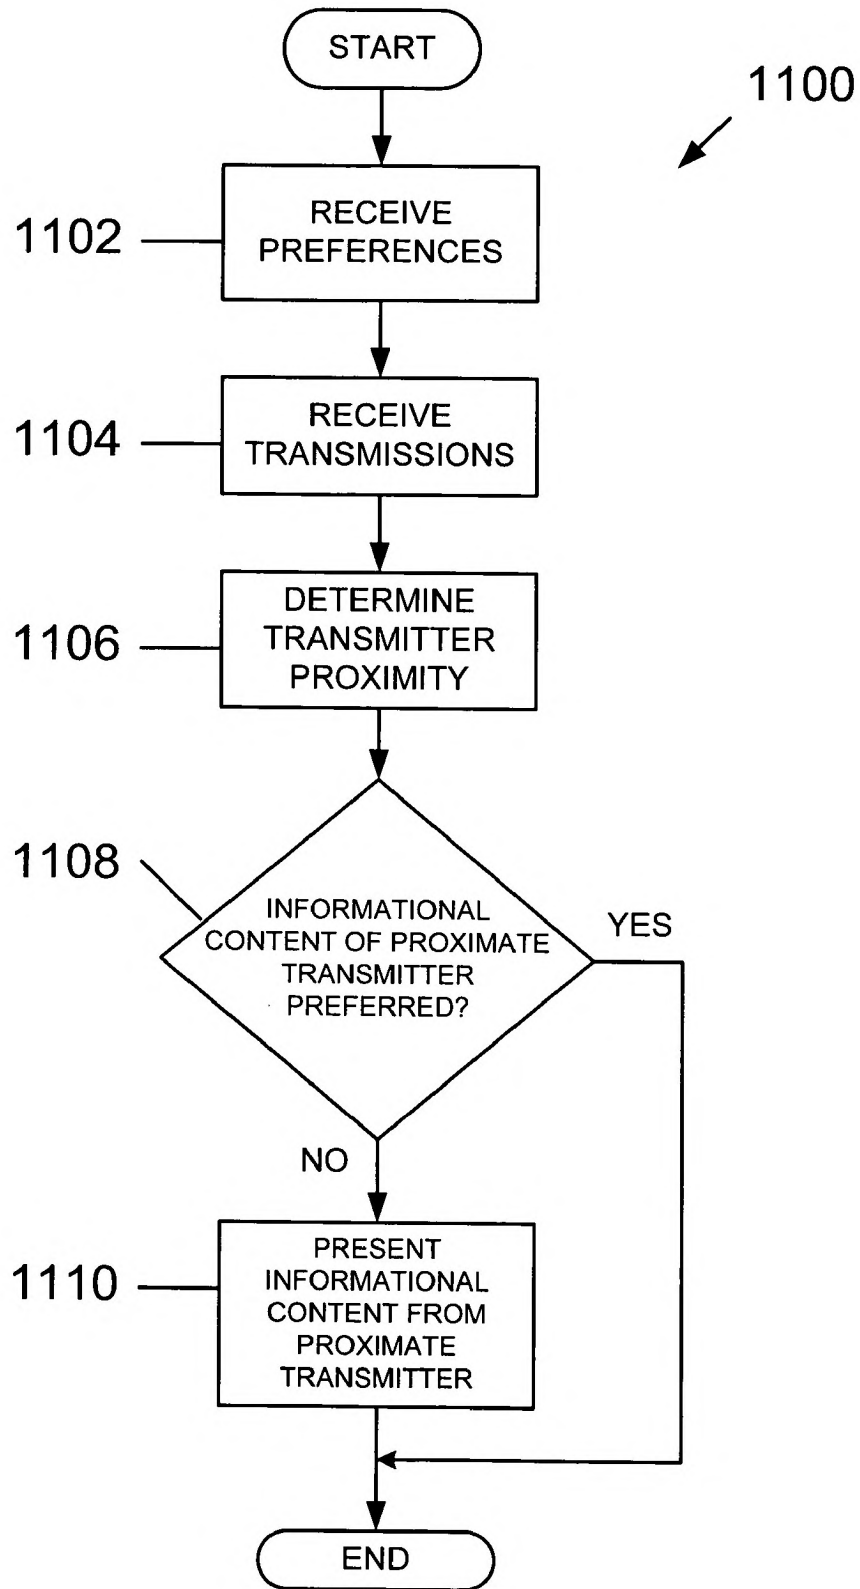 START
1100
1102
RECEIVE
PREFERENCES
1104
RECEIVE
TRANSMISSIONS
1106
DETERMINE
TRANSMITTER
PROXIMITY
1108
INFORMATIONAL
CONTENT OF PROXIMATE
TRANSMITTER
PREFERRED?
YES
NO
1110
PRESENT
INFORMATIONAL
CONTENT FROM
PROXIMATE
TRANSMITTER
END